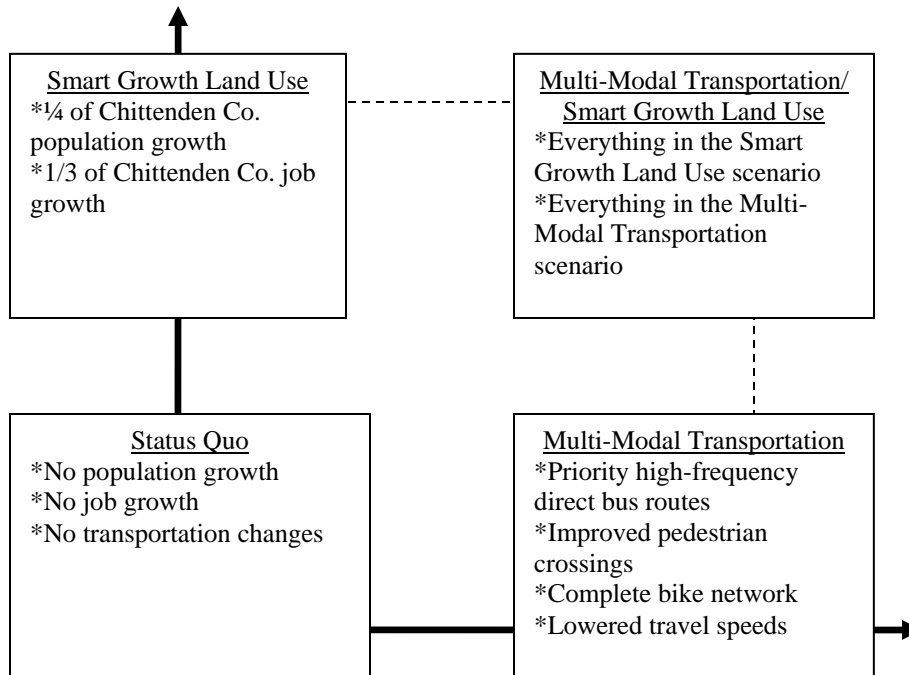 Smart Growth Land Use
*¼ of Chittenden Co.
population growth
*1/3 of Chittenden Co. job
growth
Multi-Modal Transportation/
Smart Growth Land Use
*Everything in the Smart
Growth Land Use scenario
*Everything in the Multi-
Modal Transportation
scenario
Status Quo
*No population growth
*No job growth
*No transportation changes
Multi-Modal Transportation
*Priority high-frequency
direct bus routes
*Improved pedestrian
crossings
*Complete bike network
*Lowered travel speeds